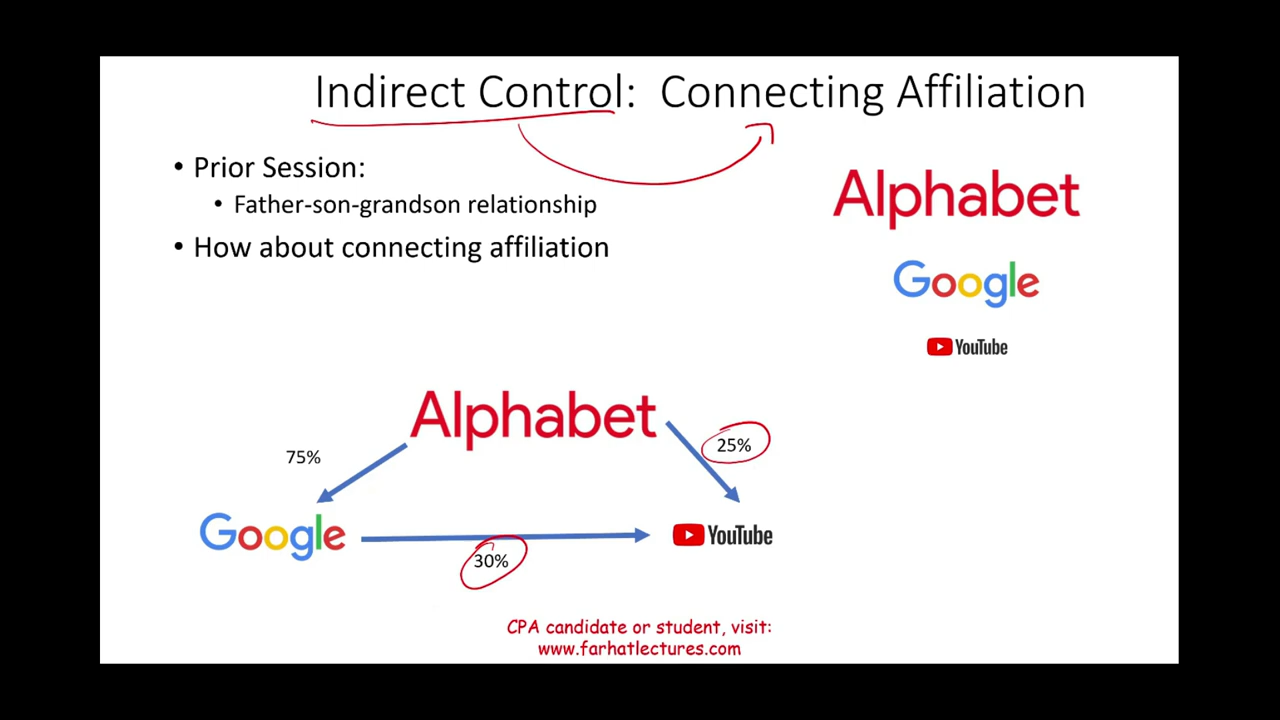 Indirect Control: Connecting Affiliation
• Prior Session:
• Father-son-grandson relationship
• How about connecting affiliation
Alphabet
Google
YouTube
Alphabet
75%
25%
Google
YouTube
30%
CPA candidate or student, visit:
www.farhatlectures.com